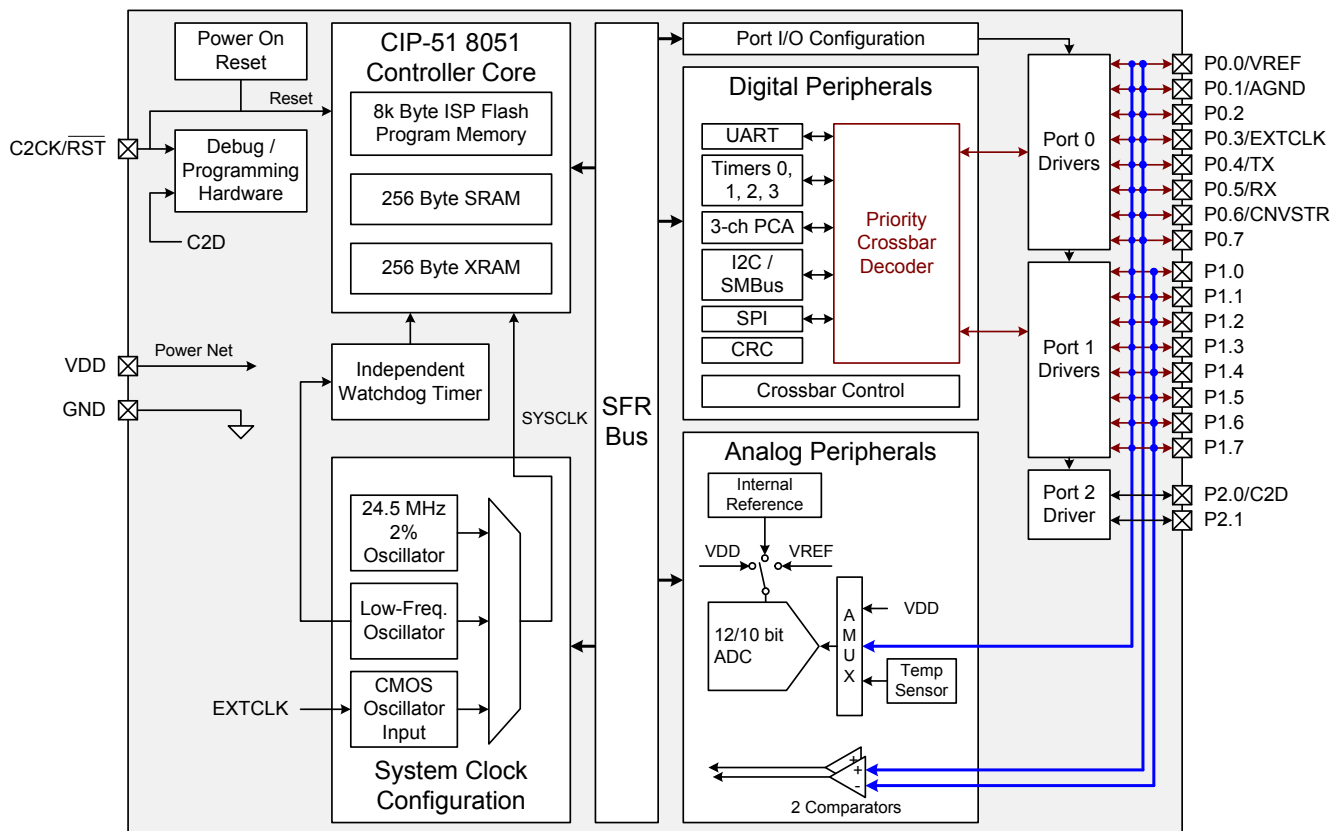 Power On
Reset
Reset
C2CK/RST
Debug /
Programming
Hardware
C2D
VDD
Power Net
GND
CIP-51 8051
Controller Core
8k Byte ISP Flash
Program Memory
256 Byte SRAM
256 Byte XRAM
Independent
Watchdog Timer
SYSCLK
24.5 MHz
2%
Oscillator
Low-Freq.
Oscillator
EXTCLK
CMOS
Oscillator
Input
System Clock
Configuration
SFR
Bus
Port I/O Configuration
Digital Peripherals
UART
Timers 0,
1, 2, 3
3-ch PCA
I2C /
SMBus
SPI
CRC
Priority
Crossbar
Decoder
Crossbar Control
Analog Peripherals
Internal
Reference
VDD
VREF
12/10 bit
ADC
A
M
U
X
VDD
Temp
Sensor
+
+
-
2 Comparators
Port 0
Drivers
Port 1
Drivers
Port 2
Driver
P0.0/VREF
P0.1/AGND
P0.2
P0.3/EXTCLK
P0.4/TX
P0.5/RX
P0.6/CNVSTR
P0.7
P1.0
P1.1
P1.2
P1.3
P1.4
P1.5
P1.6
P1.7
P2.0/C2D
P2.1